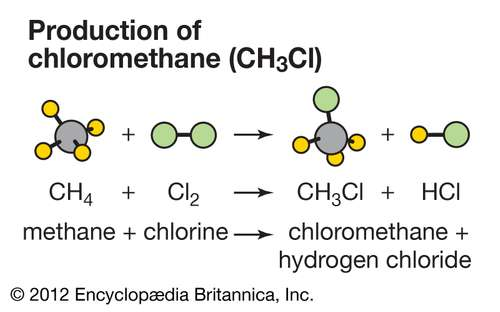 Production of
chloromethane (CH₃Cl)
+ → +
CH₄ + Cl₂ → CH₃Cl + HCl
methane + chlorine → chloromethane +
hydrogen chloride
© 2012 Encyclopædia Britannica, Inc.